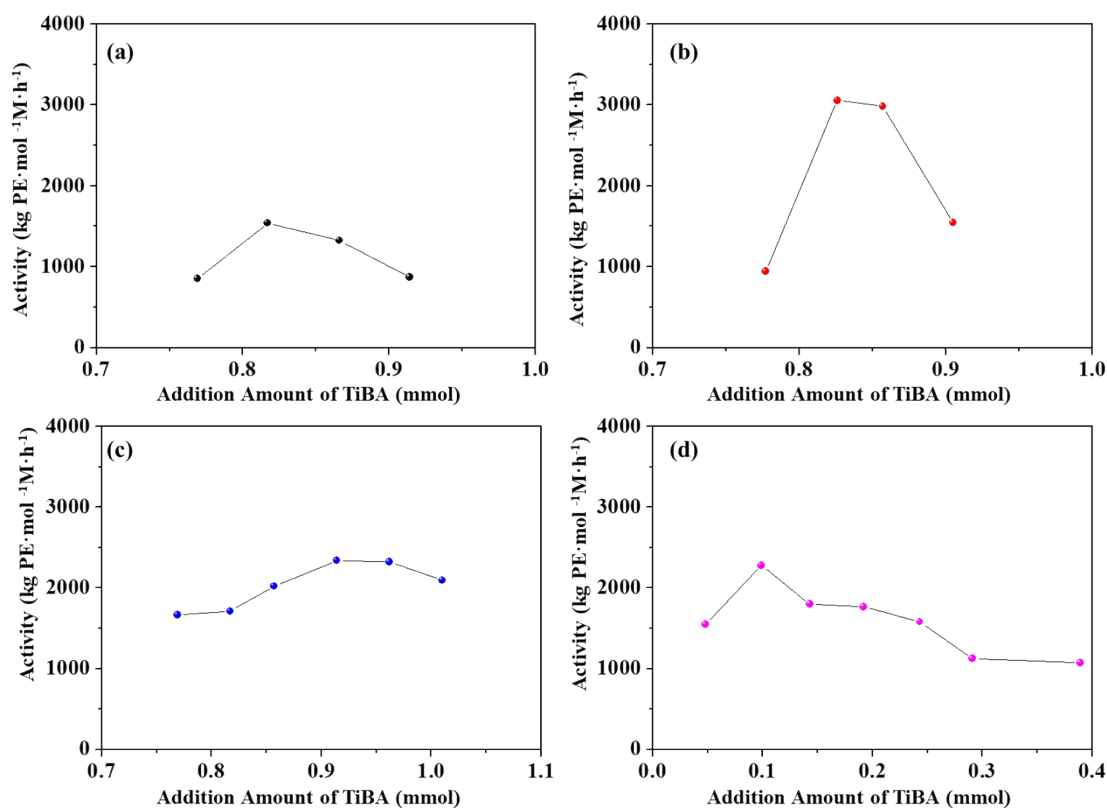 (a)
4000
3000
2000
1000
0
Activity (kg PE·mol ⁻¹M·h⁻¹)
0.7 0.8 0.9 1.0
Addition Amount of TiBA (mmol)
(b)
4000
3000
2000
1000
0
Activity (kg PE·mol ⁻¹M·h⁻¹)
0.7 0.8 0.9 1.0
Addition Amount of TiBA (mmol)
(c)
4000
3000
2000
1000
0
Activity (kg PE·mol ⁻¹M·h⁻¹)
0.7 0.8 0.9 1.0 1.1
Addition Amount of TiBA (mmol)
(d)
4000
3000
2000
1000
0
Activity (kg PE·mol ⁻¹M·h⁻¹)
0.0 0.1 0.2 0.3 0.4
Addition Amount of TiBA (mmol)